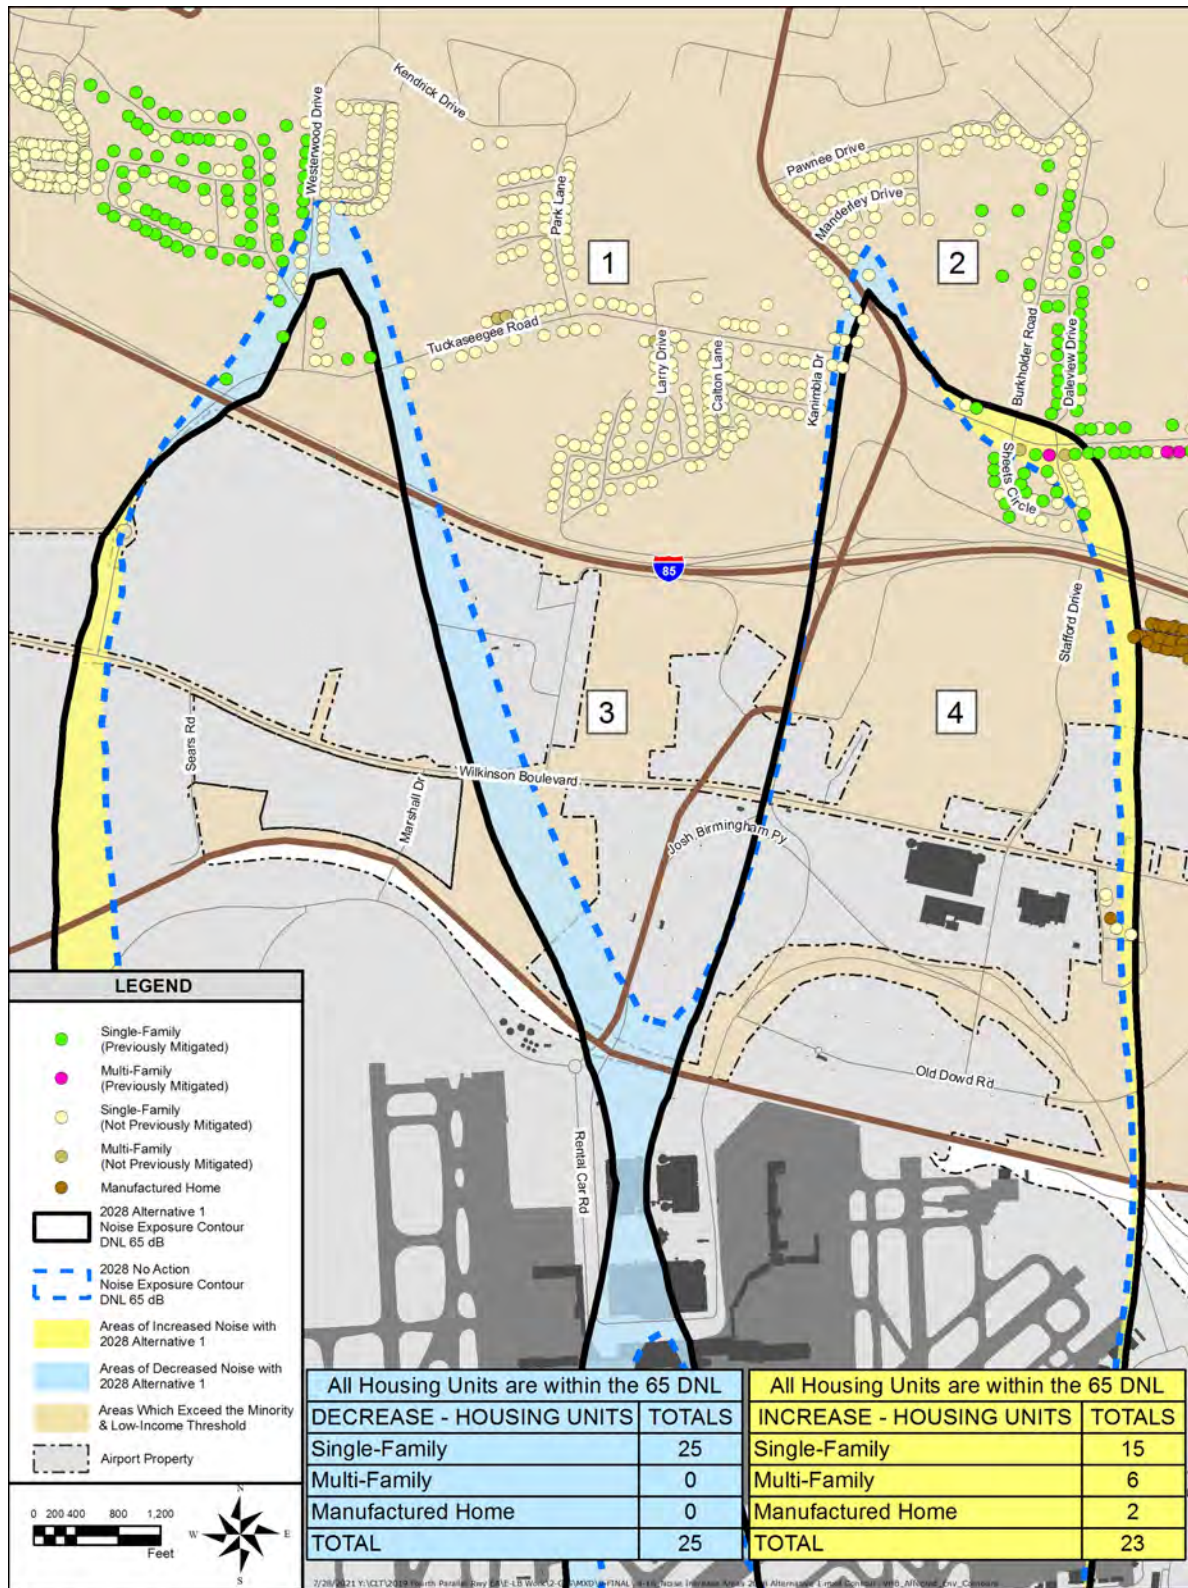 Kendrick Drive
Westerwood Drive
Pawnee Drive
Park Lane
Manderley Drive
1
2
Burkholder Road
Daleview Drive
Tuckaseegee Road
Larry Drive
Calton Lane
Kanimbla Dr
Sheets Circle
85
Stafford Drive
3
4
Sears Rd
Marshall Dr
Wilkinson Boulevard
Josh Birmingham Py
Old Dowd Rd
Rental Car Rd
LEGEND
Single-Family
(Previously Mitigated)
Multi-Family
(Previously Mitigated)
Single-Family
(Not Previously Mitigated)
Multi-Family
(Not Previously Mitigated)
Manufactured Home
2028 Alternative 1
Noise Exposure Contour
DNL 65 dB
2028 No Action
Noise Exposure Contour
DNL 65 dB
Areas of Increased Noise with
2028 Alternative 1
Areas of Decreased Noise with
2028 Alternative 1
Areas Which Exceed the Minority
& Low-Income Threshold
Airport Property
0 200 400 800 1,200
Feet
N
W E
S
All Housing Units are within the 65 DNL
DECREASE - HOUSING UNITS TOTALS
Single-Family 25
Multi-Family 0
Manufactured Home 0
TOTAL 25
All Housing Units are within the 65 DNL
INCREASE - HOUSING UNITS TOTALS
Single-Family 15
Multi-Family 6
Manufactured Home 2
TOTAL 23